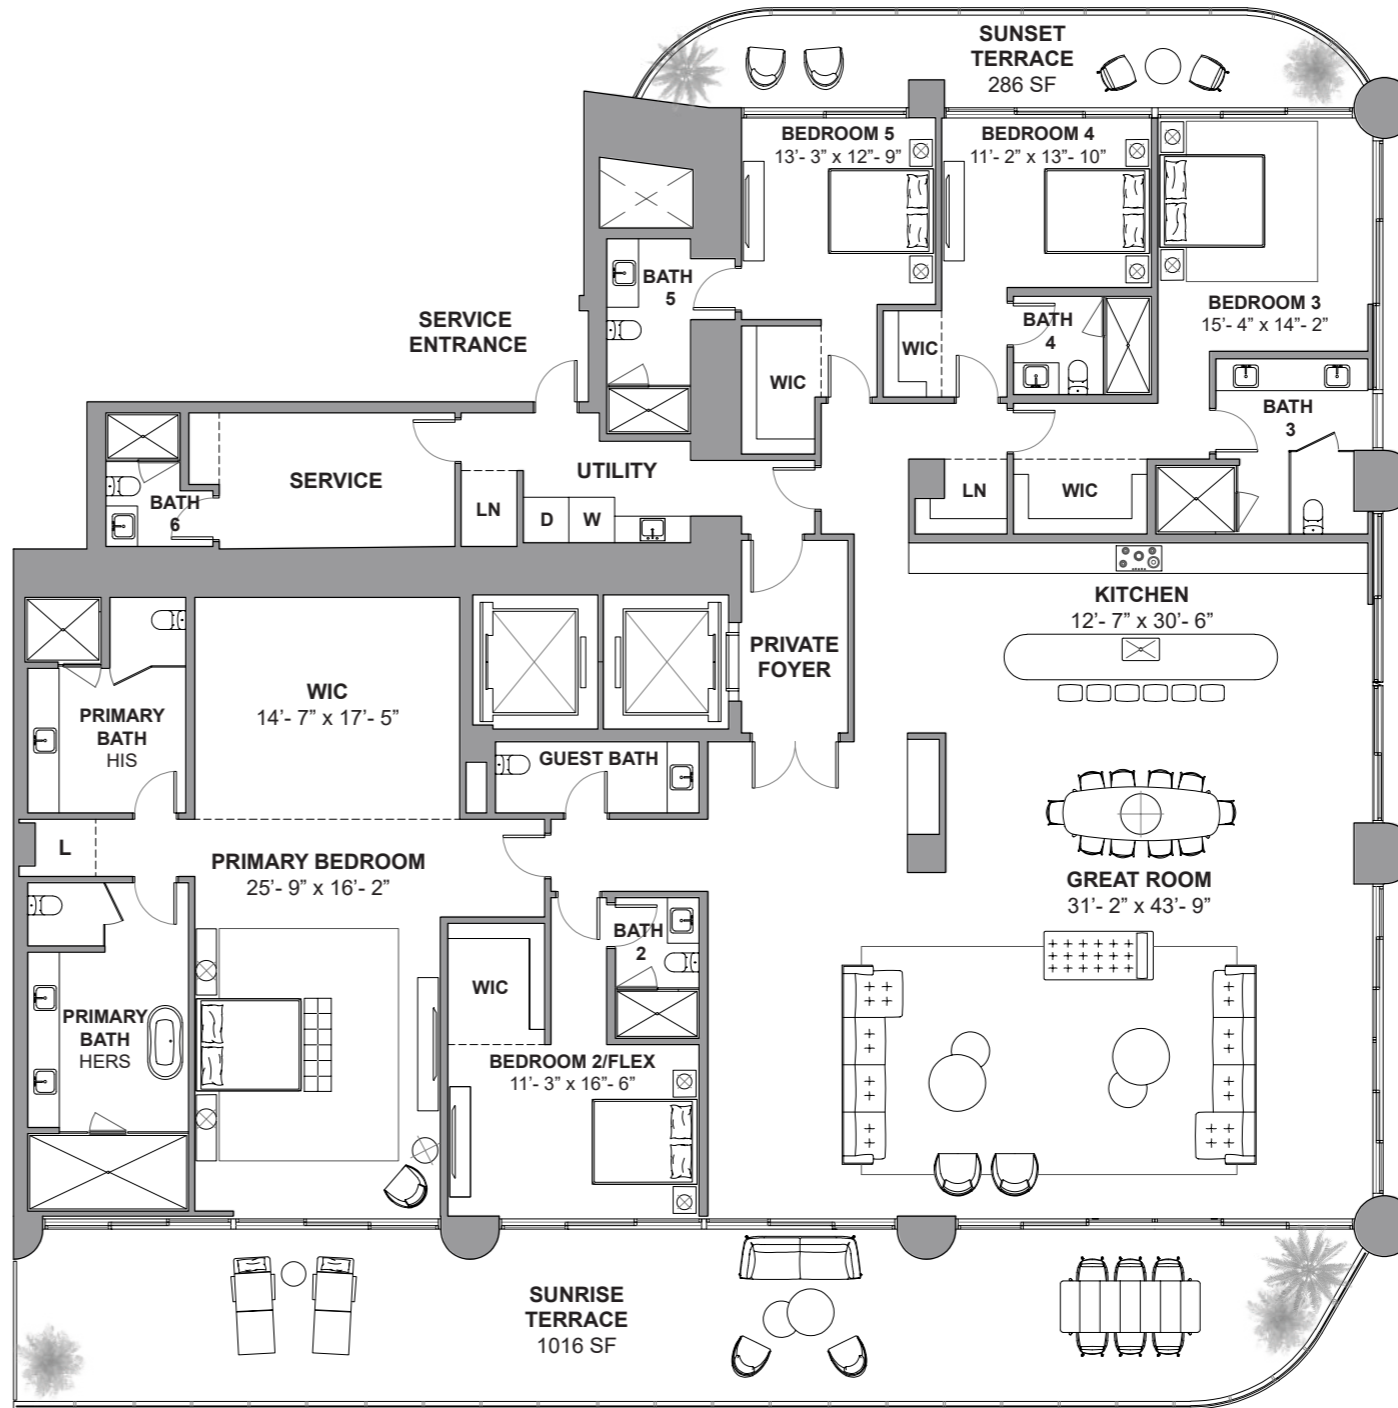 SUNSET
TERRACE
286 SF
BEDROOM 5
13'- 3" x 12"- 9"
BEDROOM 4
11'- 2" x 13"- 10"
BEDROOM 3
15'- 4" x 14"- 2"
BATH
5
SERVICE
ENTRANCE
BATH
4
WIC
WIC
BATH
3
SERVICE
UTILITY
LN
D
W
BATH
6
LN
WIC
KITCHEN
12'- 7" x 30'- 6"
PRIVATE
FOYER
WIC
14'- 7" x 17'- 5"
PRIMARY
BATH
HIS
GUEST BATH
L
PRIMARY BEDROOM
25'- 9" x 16'- 2"
GREAT ROOM
31'- 2" x 43'- 9"
BATH
2
WIC
PRIMARY
BATH
HERS
BEDROOM 2/FLEX
11'- 3" x 16"- 6"
SUNRISE
TERRACE
1016 SF